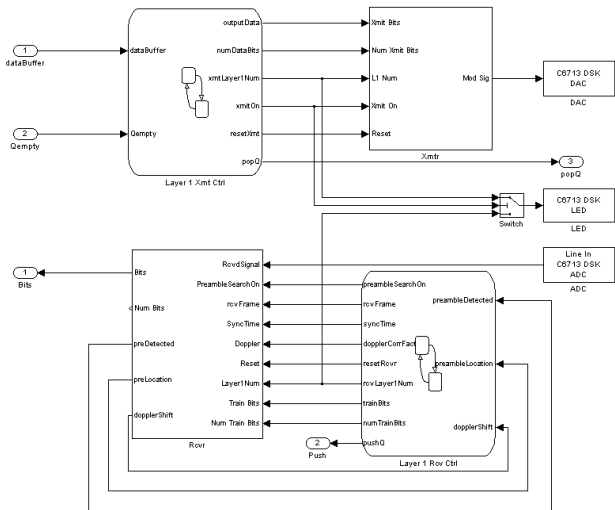 1
dataBuffer
2
Qempty
dataBuffer
Qempty
outputData
numDataBits
xmtLayer1Num
xmitOn
resetXmt
popQ
Layer 1 Xmt Ctrl
Xmit Bits
Num Xmit Bits
L1 Num
Xmit On
Reset
Mod Sig
Xmtr
C6713 DSK
DAC
DAC
3
popQ
Switch
C6713 DSK
LED
LED
Line In
C6713 DSK
ADC
ADC
1
Bits
Bits
Num Bits
preDetected
preLocation
dopplerShift
RcvdSignal
PreambleSearchOn
rcvFrame
SyncTime
Doppler
Reset
Layer1Num
Train Bits
Num Train Bits
Rcvr
preambleSearchOn
rcvFrame
syncTime
dopplerCorrFact
resetRcvr
rcvLayer1Num
trainBits
numTrainBits
pushQ
preambleDetected
preambleLocation
dopplerShift
Layer 1 Rcv Ctrl
2
Push